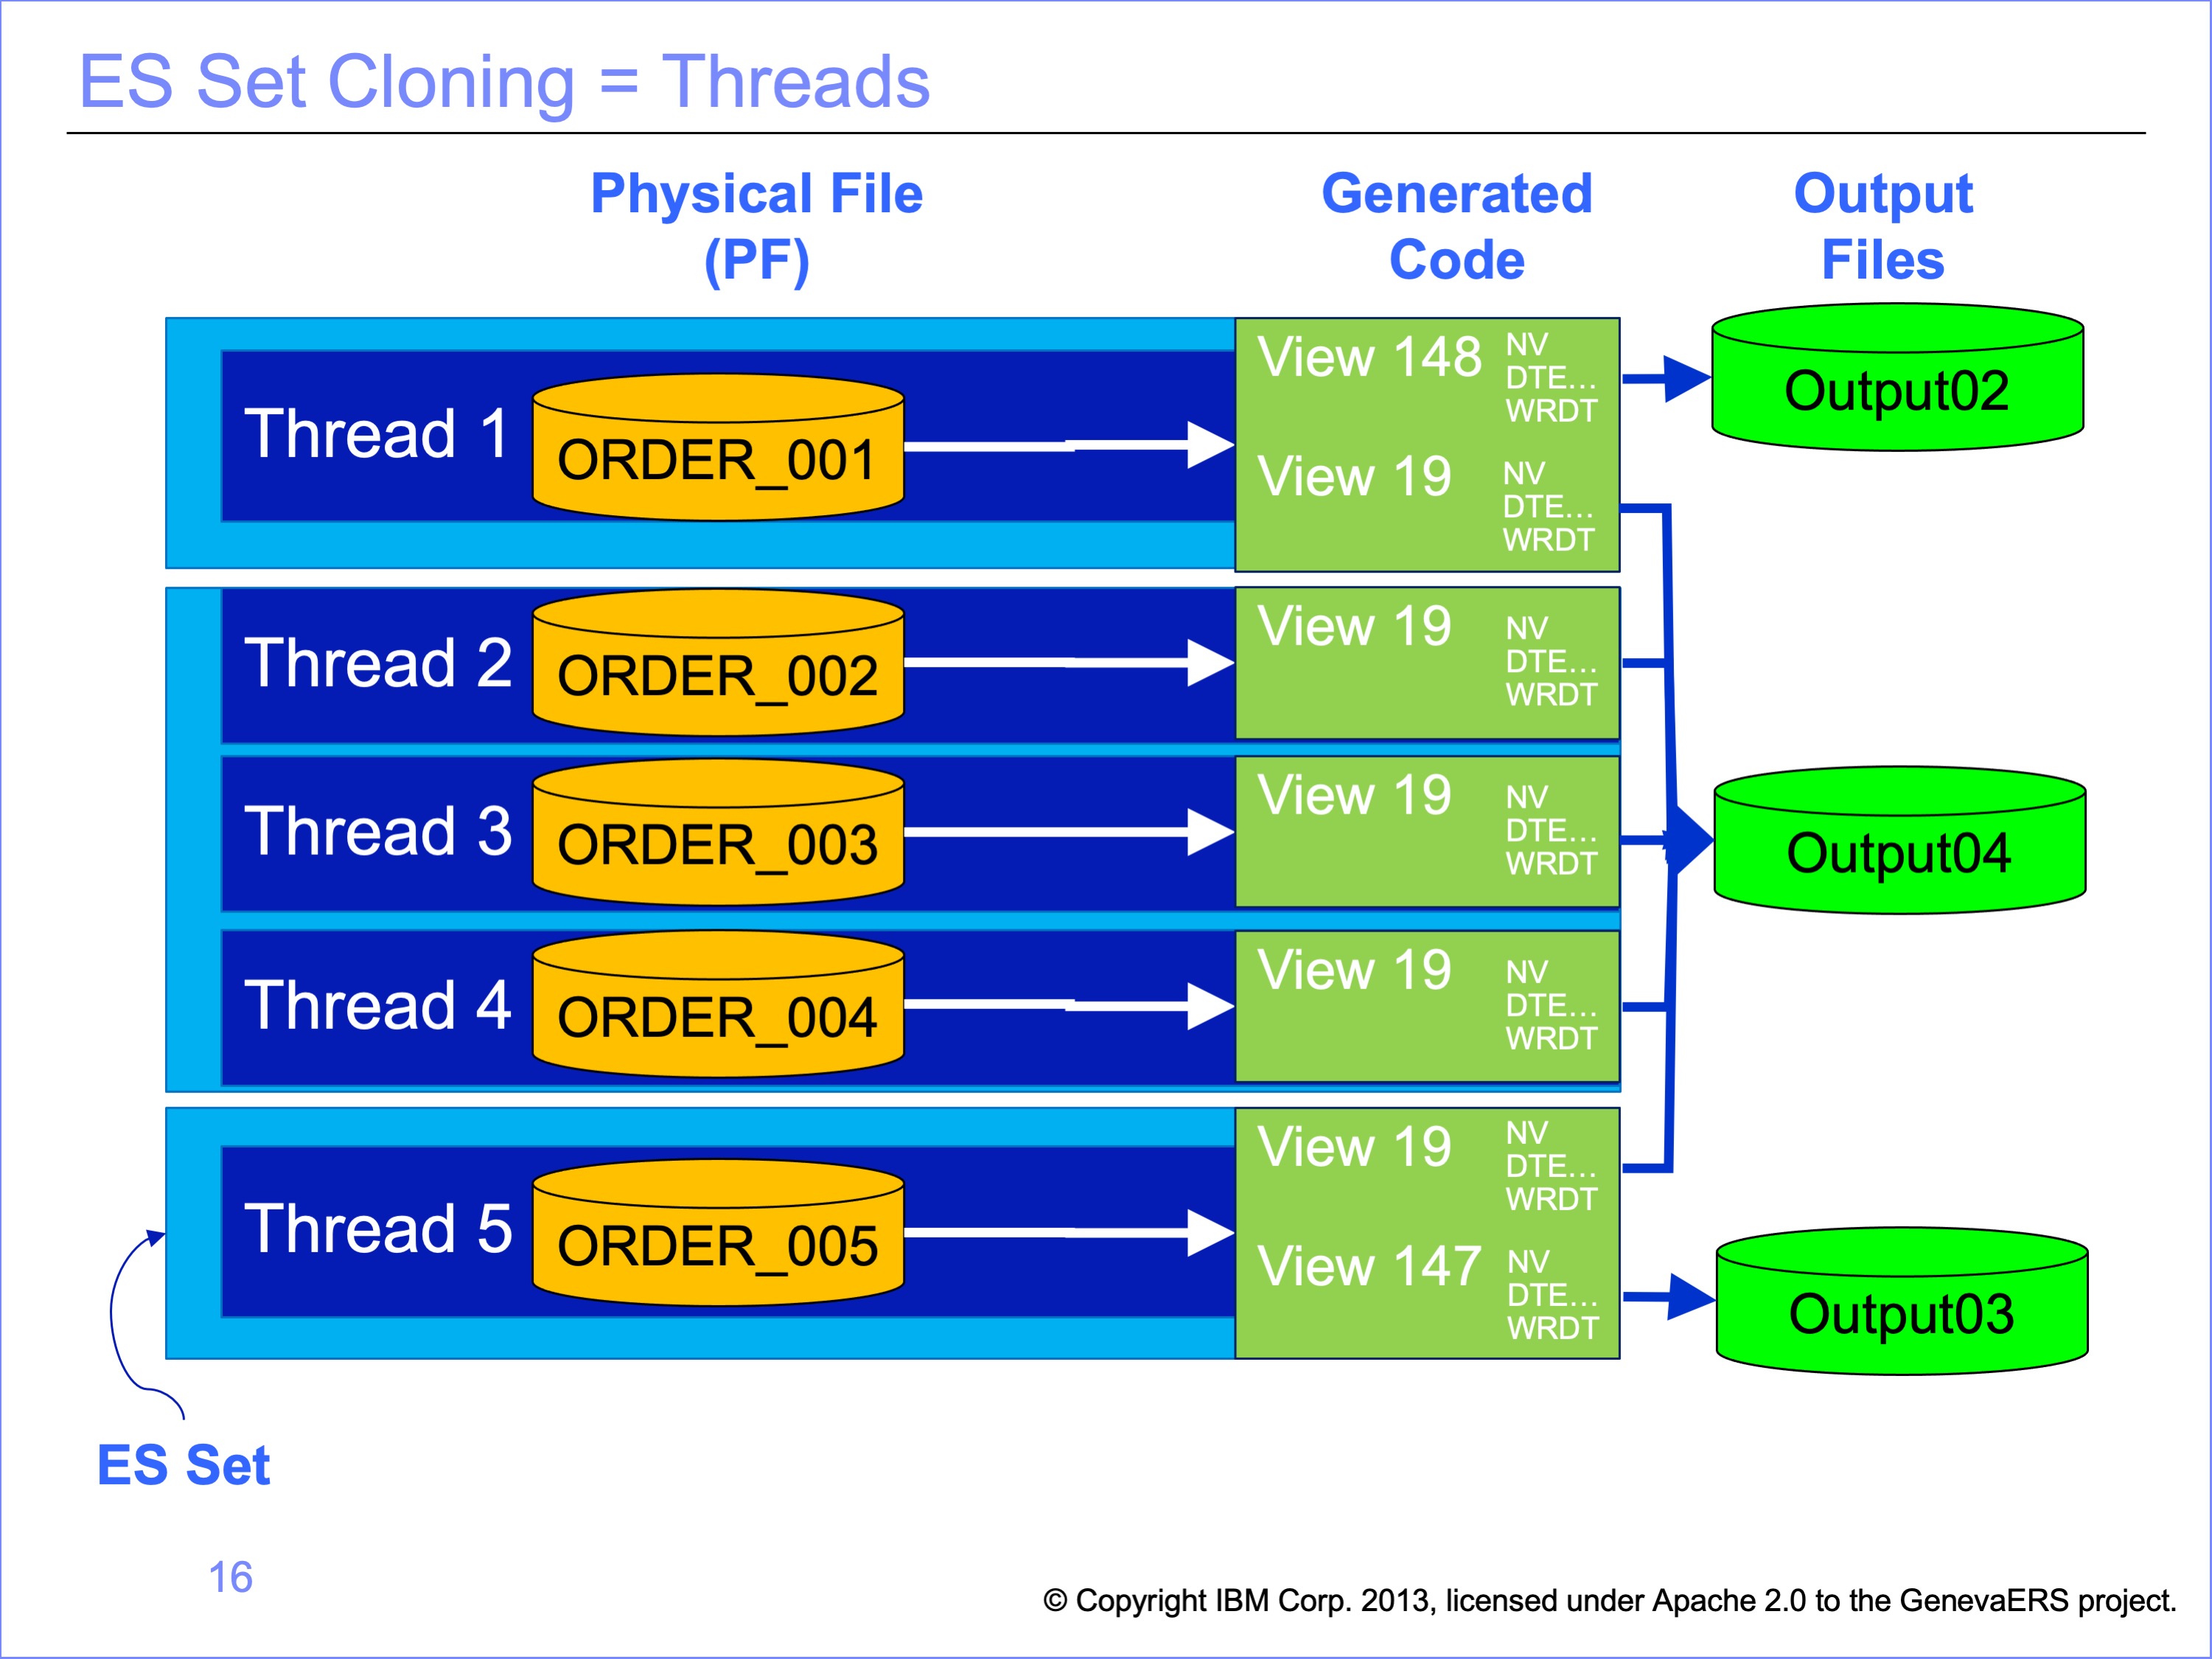 ES Set Cloning = Threads
Physical File
(PF)
Generated
Code
Output
Files
Thread 1
ORDER_001
View 148
NV
DTE...
WRDT
View 19
NV
DTE...
WRDT
Output02
Thread 2
ORDER_002
View 19
NV
DTE...
WRDT
Thread 3
ORDER_003
View 19
NV
DTE...
WRDT
Output04
Thread 4
ORDER_004
View 19
NV
DTE...
WRDT
Thread 5
ORDER_005
View 19
NV
DTE...
WRDT
View 147
NV
DTE...
WRDT
Output03
ES Set
16
© Copyright IBM Corp. 2013, licensed under Apache 2.0 to the GenevaERS project.